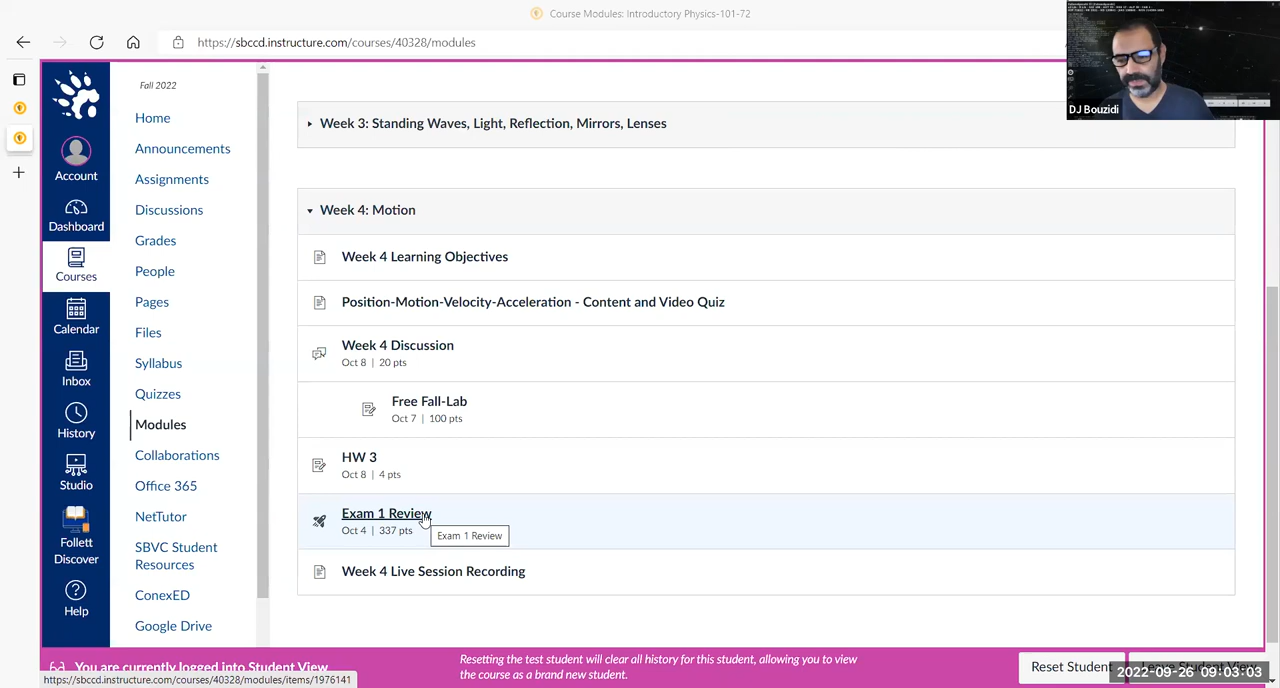 Course Modules: Introductory Physics-101-72
https://sbccd.instructure.com/courses/40328/modules
DJ Bouzidi
Account
Dashboard
Courses
Calendar
Inbox
History
Studio
Follett
Discover
Help
Fall 2022
Home
Announcements
Assignments
Discussions
Grades
People
Pages
Files
Syllabus
Quizzes
Modules
Collaborations
Office 365
NetTutor
SBVC Student
Resources
ConexED
Google Drive
Week 3: Sending Waves, Light, Reflection, Mirrors, Lenses
Week 4: Motion
Week 4 Learning Objectives
Position-Motion-Velocity-Acceleration - Content and Video Quiz
Week 4 Discussion
Oct 8 | 20 pts
Free Fall-Lab
Oct 7 | 100 pts
HW 3
Oct 8 | 4 pts
Exam 1 Review
Oct 4 | 337 pts
Exam 1 Review
Week 4 Live Session Recording
You are currently logged into Student View
Resetting the test student will clear all history for this student, allowing you to view
the course as a brand new student.
Reset Student
Leave Student View
2022-09-26 09:03:03
https://sbccd.instructure.com/courses/40328/modules/items/1976141